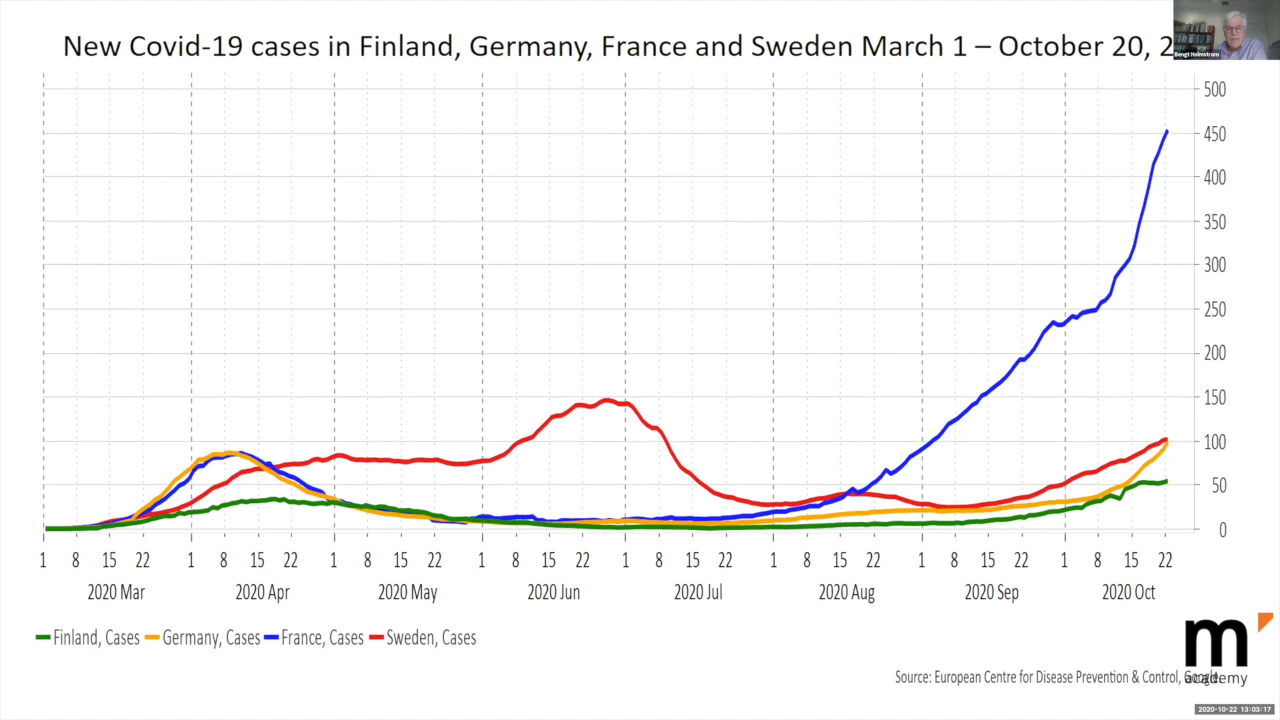 New Covid-19 cases in Finland, Germany, France and Sweden March 1 – October 20, 2
Bengt Holmstrom
500
450
400
350
300
250
200
150
100
50
0
1 8 15 22 1 8 15 22 1 8 15 22 1 8 15 22 1 8 15 22 1 8 15 22 1 8 15 22 1 8 15 22
2020 Mar 2020 Apr 2020 May 2020 Jun 2020 Jul 2020 Aug 2020 Sep 2020 Oct
Finland, Cases Germany, Cases France, Cases Sweden, Cases
m
academy
Source: European Centre for Disease Prevention & Control, Google.
2020-10-22 13:03:17